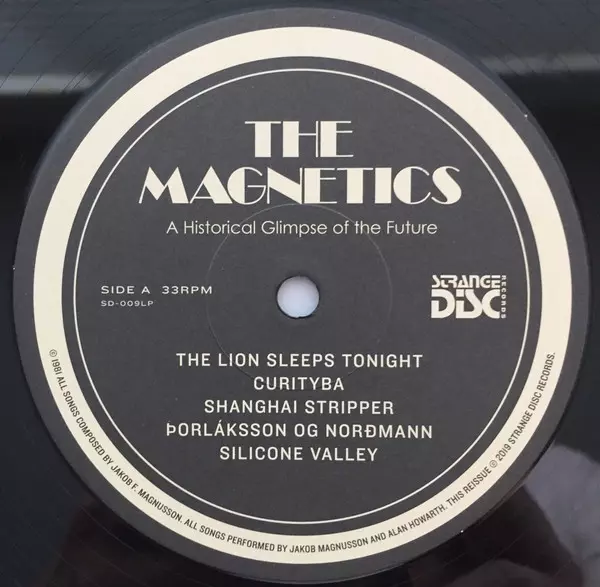 THE
MAGNETICS
A Historical Glimpse of the Future
SIDE A 33RPM
SD-009LP
STRANGE
DISC
RECORDS
THE LION SLEEPS TONIGHT
CURITYBA
SHANGHAI STRIPPER
ÞORLÁKSSON OG NORÐMANN
SILICONE VALLEY
℗ 1981 ALL SONGS COMPOSED BY JAKOB F. MAGNUSSON. ALL SONGS PERFORMED BY JAKOB MAGNUSSON AND ALAN HOWARTH. THIS REISSUE ℗ 2019 STRANGE DISC RECORDS.